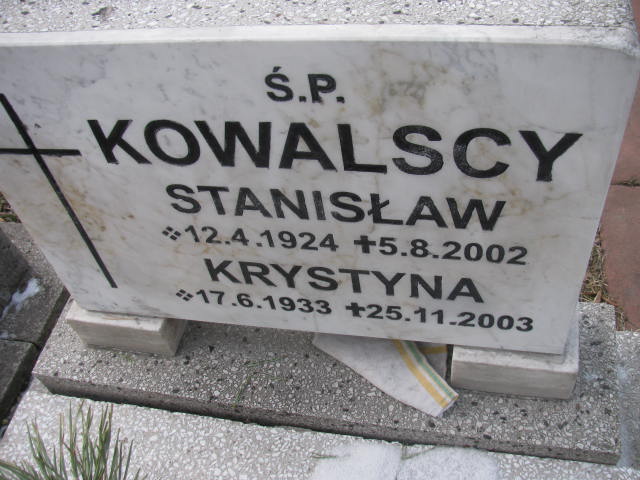 Ś.P.
KOWALSCY
STANISŁAW
❖12.4.1924 ✝5.8.2002
KRYSTYNA
❖17.6.1933 ✝25.11.2003